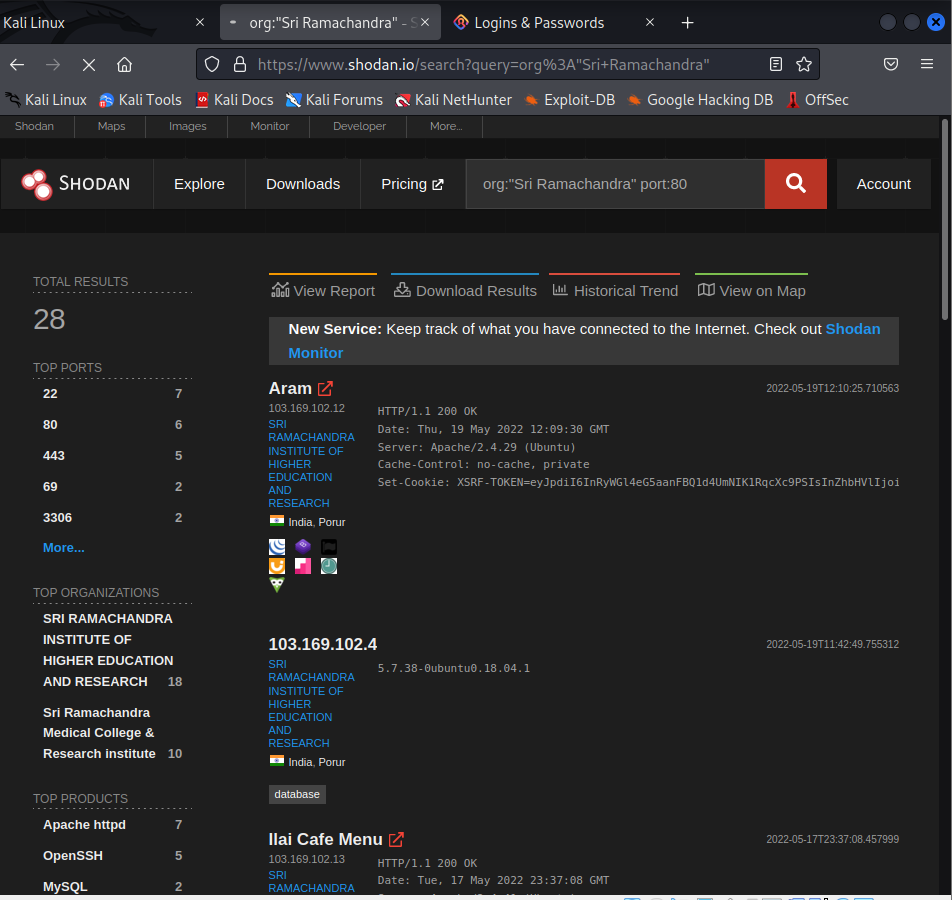 Kali Linux
org:"Sri Ramachandra" - S
Logins & Passwords
https://www.shodan.io/search?query=org%3A"Sri+Ramachandra"
Kali Linux Kali Tools Kali Docs Kali Forums Kali NetHunter Exploit-DB Google Hacking DB OffSec
Shodan Maps Images Monitor Developer More...
SHODAN Explore Downloads Pricing org:"Sri Ramachandra" port:80 Account
TOTAL RESULTS
28
TOP PORTS
22 7
80 6
443 5
69 2
3306 2
More...
TOP ORGANIZATIONS
SRI RAMACHANDRA
INSTITUTE OF
HIGHER EDUCATION
AND RESEARCH 18
Sri Ramachandra
Medical College &
Research institute 10
TOP PRODUCTS
Apache httpd 7
OpenSSH 5
MySQL 2
View Report Download Results Historical Trend View on Map
New Service: Keep track of what you have connected to the Internet. Check out Shodan
Monitor
Aram 2022-05-19T12:10:25.710563
103.169.102.12
SRI
RAMACHANDRA
INSTITUTE OF
HIGHER
EDUCATION
AND
RESEARCH
India, Porur
HTTP/1.1 200 OK
Date: Thu, 19 May 2022 12:09:30 GMT
Server: Apache/2.4.29 (Ubuntu)
Cache-Control: no-cache, private
Set-Cookie:
103.169.102.4 2022-05-19T11:42:49.755312
SRI
RAMACHANDRA
INSTITUTE OF
HIGHER
EDUCATION
AND
RESEARCH
India, Porur
5.7.38-0ubuntu0.18.04.1
database
Ilai Cafe Menu 2022-05-17T23:37:08.457999
103.169.102.13
SRI
RAMACHANDRA
HTTP/1.1 200 OK
Date: Tue, 17 May 2022 23:37:08 GMT